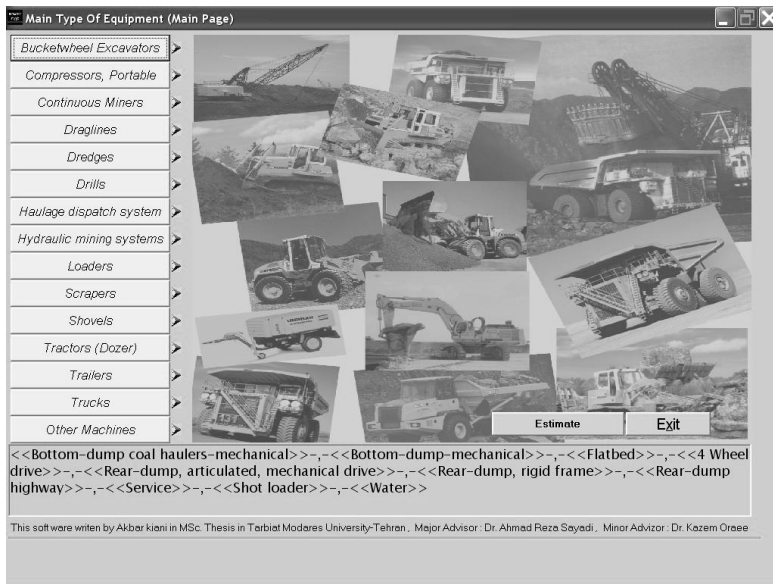 Main Type Of Equipment (Main Page)
Bucketwheel Excavators
Compressors, Portable
Continuous Miners
Draglines
Dredges
Drills
Haulage dispatch system
Hydraulic mining systems
Loaders
Scrapers
Shovels
Tractors (Dozer)
Trailers
Trucks
Other Machines
Estimate
Exit
<<Bottom-dump coal haulers-mechanical>>-,-<<Bottom-dump-mechanical>>-,-<<Flatbed>>-,-<<4 Wheel
drive>>-,-<<Rear-dump, articulated, mechanical drive>>-,-<<Rear-dump, rigid frame>>-,-<<Rear-dump
highway>>-,-<<Service>>-,-<<Shot loader>>-,-<<Water>>
This software writen by Akbar kiani in MSc. Thesis in Tarbiat Modares University-Tehran , Major Advisor : Dr. Ahmad Reza Sayadi , Minor Advizor : Dr. Kazem Oraee